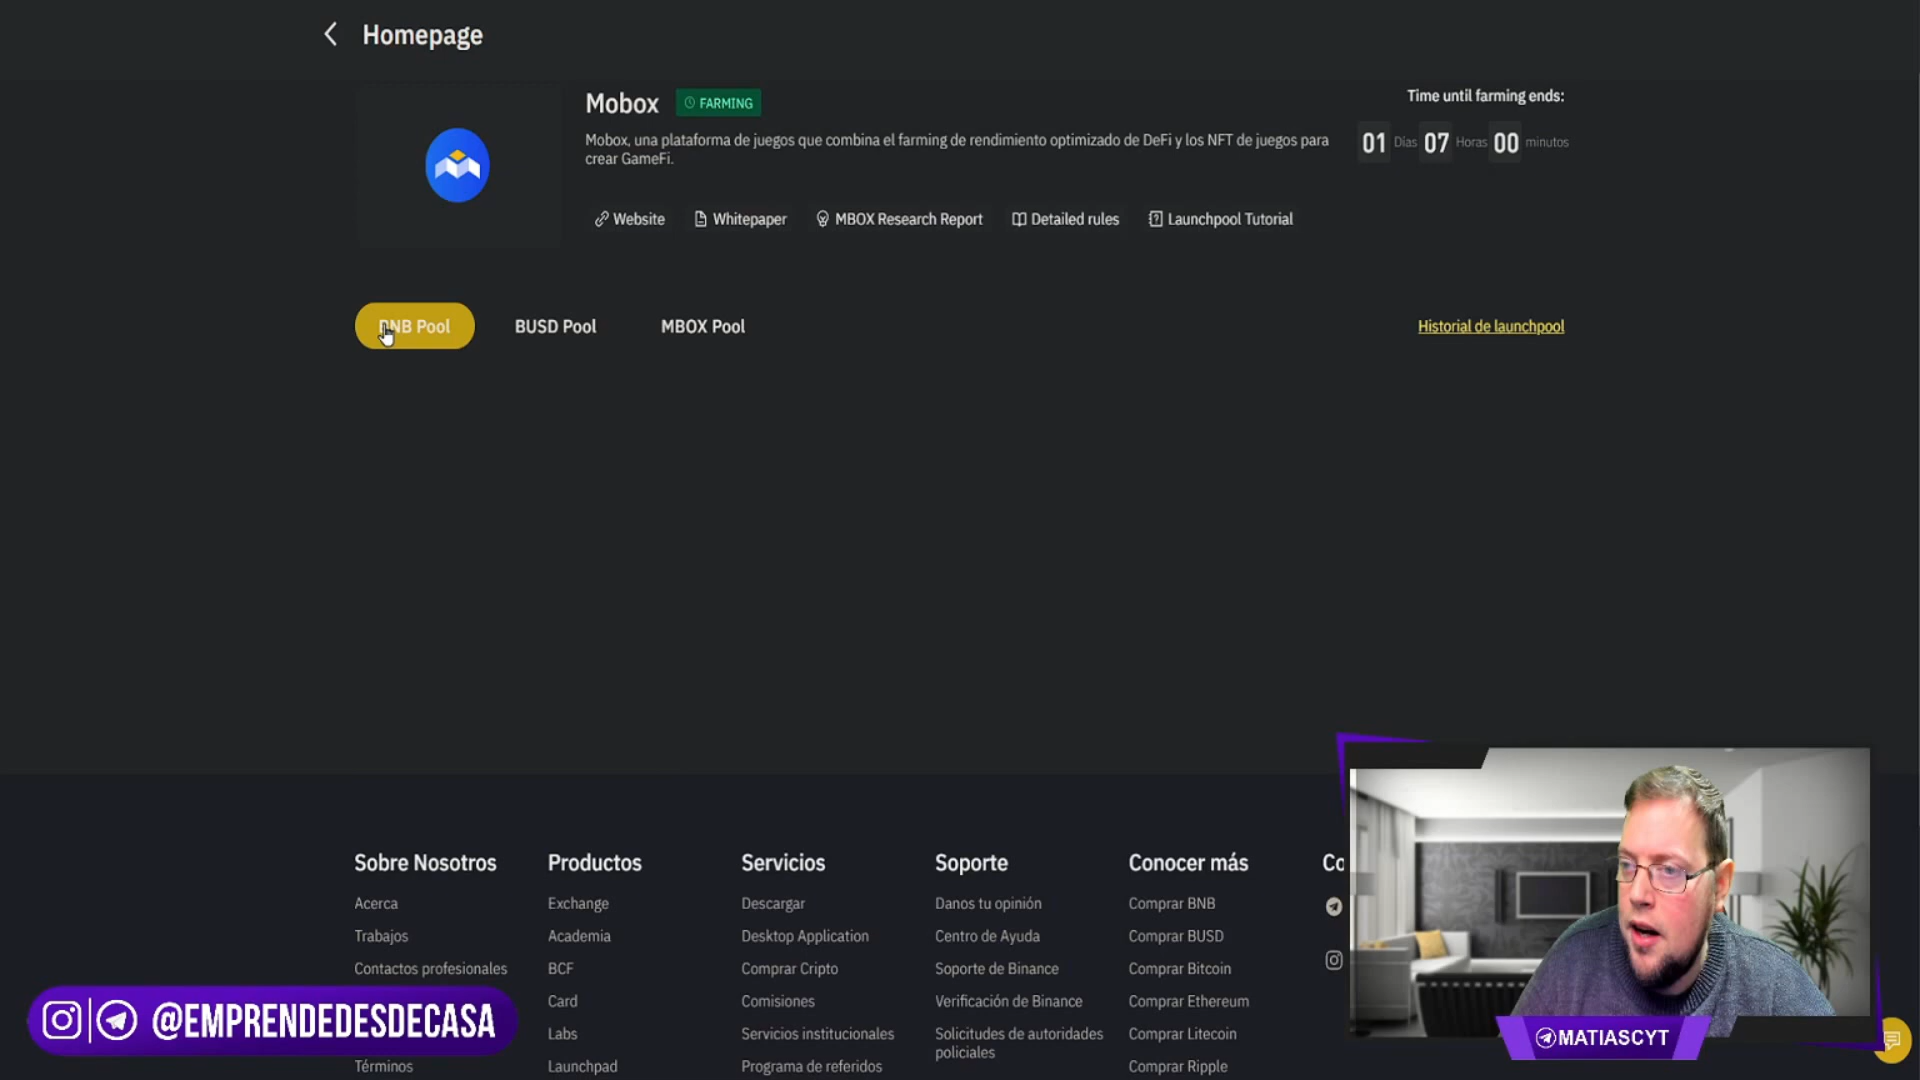 Homepage
Mobox
FARMING
Time until farming ends:
Mobox, una plataforma de juegos que combina el farming de rendimiento optimizado de DeFi y los NFT de juegos para
crear GameFi.
01 Días 07 Horas 00 minutos
Website
Whitepaper
MBOX Research Report
Detailed rules
Launchpool Tutorial
BNB Pool
BUSD Pool
MBOX Pool
Historial de launchpool
Sobre Nosotros
Acerca
Trabajos
Contactos profesionales
Términos
Productos
Exchange
Academia
BCF
Card
Labs
Launchpad
Servicios
Descargar
Desktop Application
Comprar Cripto
Comisiones
Servicios institucionales
Programa de referidos
Soporte
Danos tu opinión
Centro de Ayuda
Soporte de Binance
Verificación de Binance
Solicitudes de autoridades
policiales
Conocer más
Comprar BNB
Comprar BUSD
Comprar Bitcoin
Comprar Ethereum
Comprar Litecoin
Comprar Ripple
Co
@EMPRENDEDESDECASA
MATIASCYT